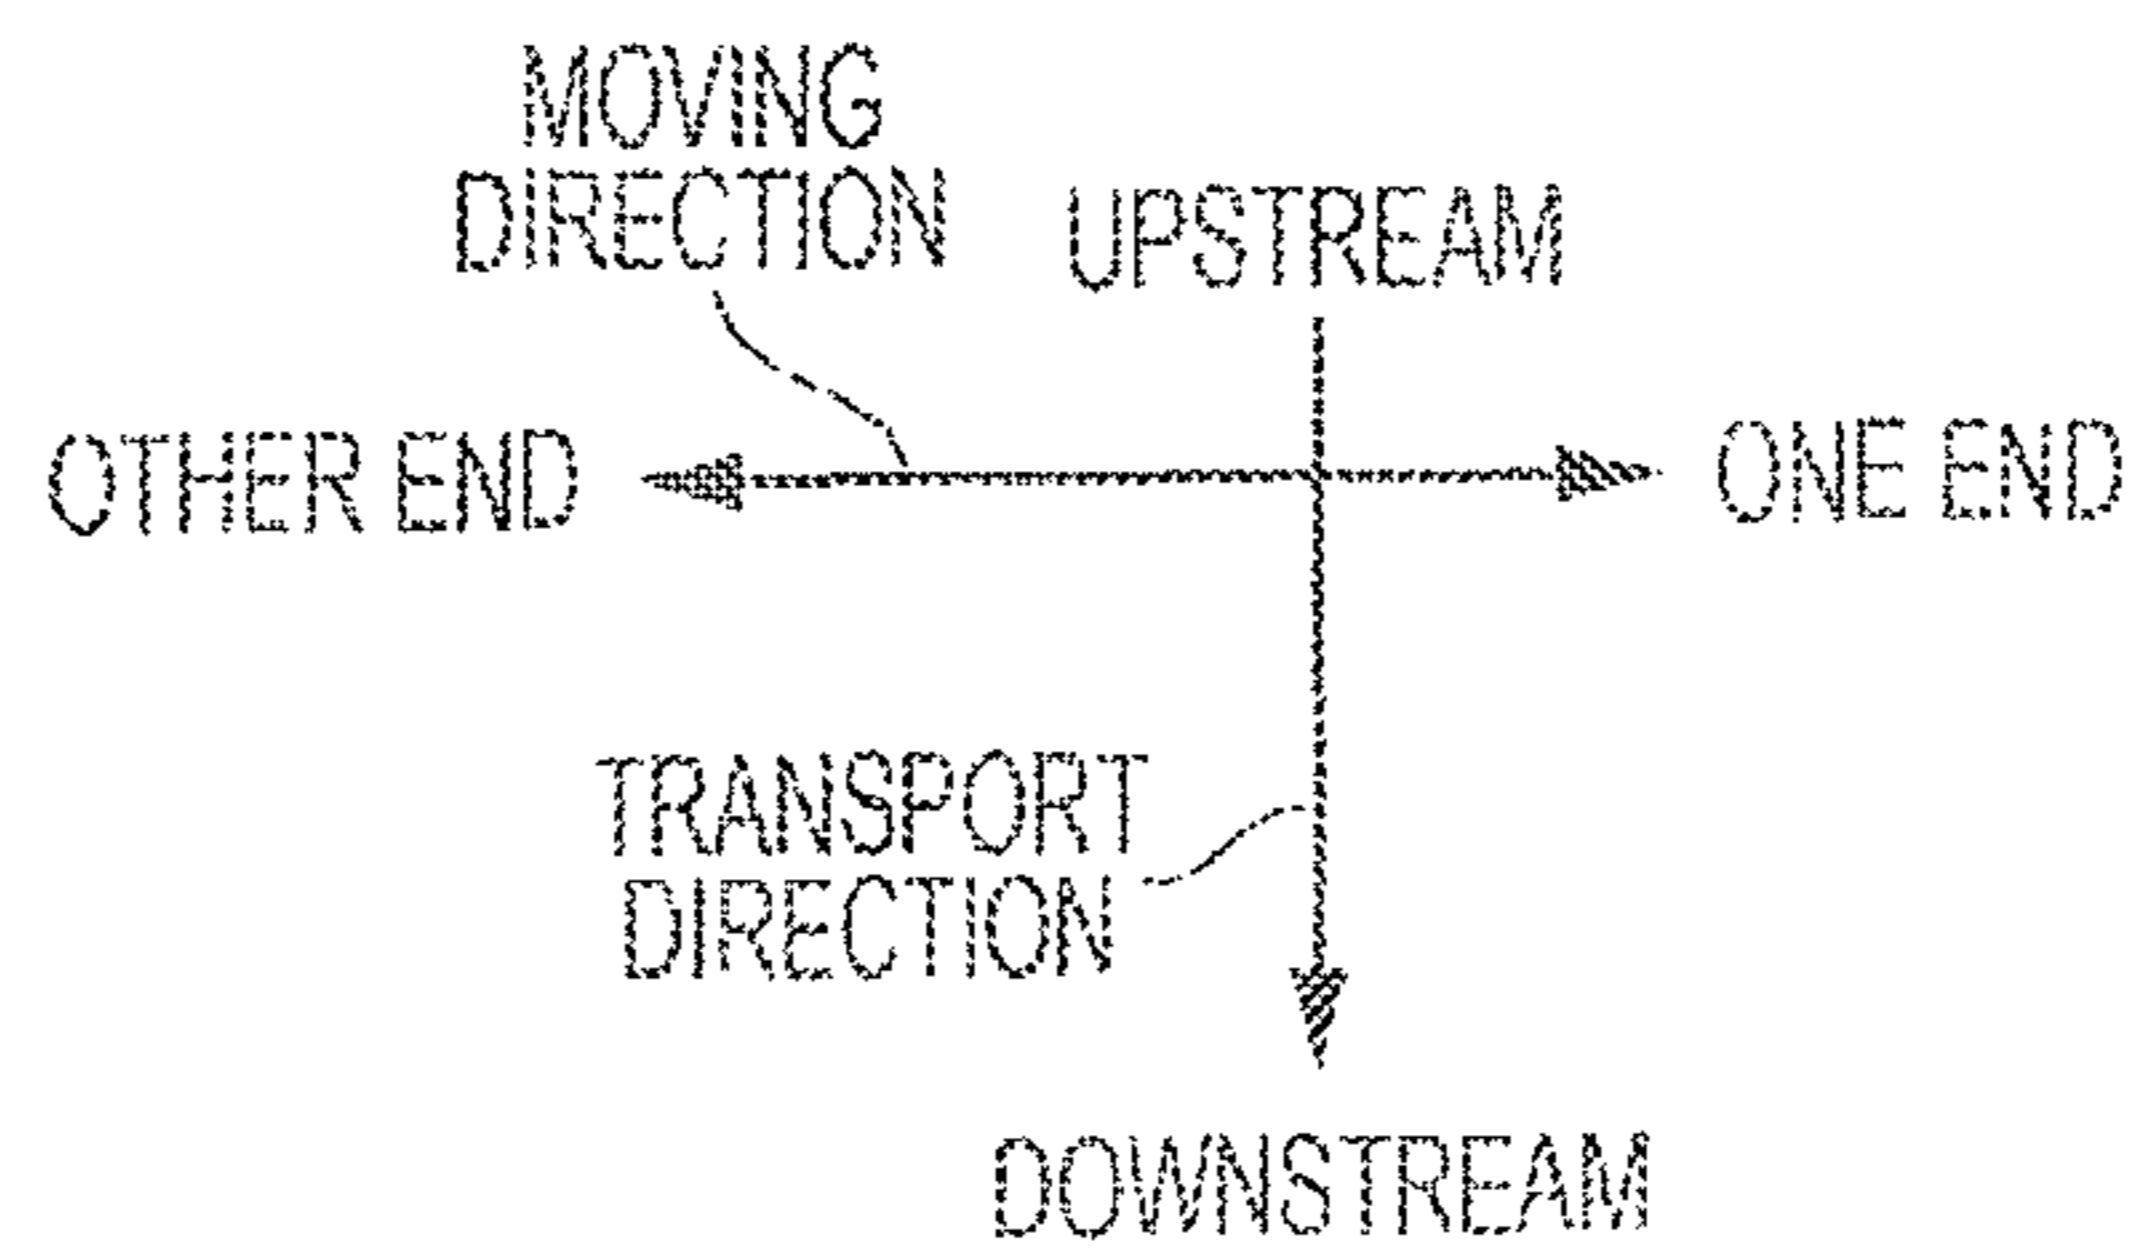 MOVING
DIRECTION
UPSTREAM
OTHER END
ONE END
TRANSPORT
DIRECTION
DOWNSTREAM